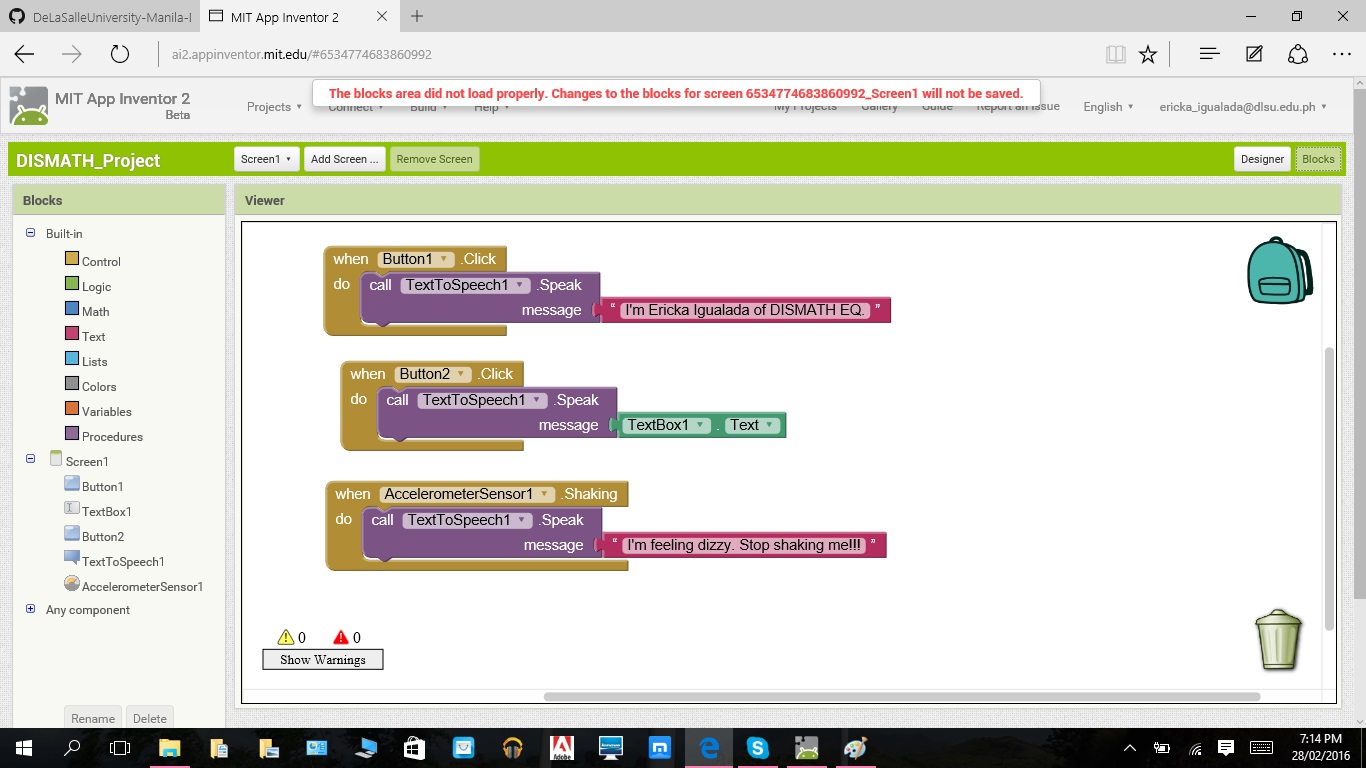 DeLaSalleUniversity-Manila-I
MIT App Inventor 2
ai2.appinventor.mit.edu/#6534774683860992
MIT App Inventor 2
Beta
Projects
Connect
Build
Help
The blocks area did not load properly. Changes to the blocks for screen 6534774683860992_Screen1 will not be saved.
My Projects
Gallery
Guide
Report an Issue
English
ericka_igualada@dlsu.edu.ph
DISMATH_Project
Screen1
Add Screen ...
Remove Screen
Designer
Blocks
Blocks
Viewer
Built-in
Control
Logic
Math
Text
Lists
Colors
Variables
Procedures
Screen1
Button1
TextBox1
Button2
TextToSpeech1
AccelerometerSensor1
Any component
Rename
Delete
when Button1 .Click
do call TextToSpeech1 .Speak
message " I'm Ericka Igualada of DISMATH EQ. "
when Button2 .Click
do call TextToSpeech1 .Speak
message TextBox1 . Text
when AccelerometerSensor1 .Shaking
do call TextToSpeech1 .Speak
message " I'm feeling dizzy. Stop shaking me!!! "
0 0
Show Warnings
Adobe
7:14 PM
28/02/2016